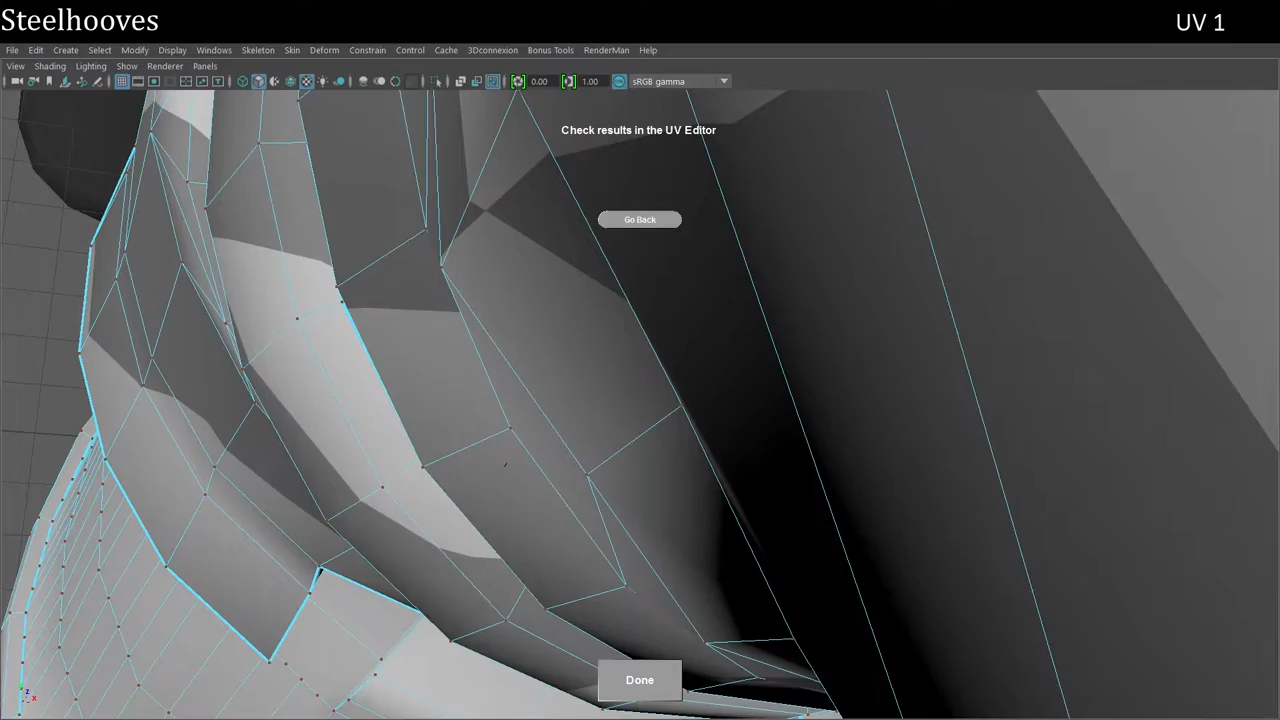 Steelhooves
UV 1
File Edit Create Select Modify Display Windows Skeleton Skin Deform Constrain Control Cache 3Dconnexion Bonus Tools RenderMan Help
View Shading Lighting Show Renderer Panels
0.00 1.00 sRGB gamma
Check results in the UV Editor
Go Back
Done
z
x